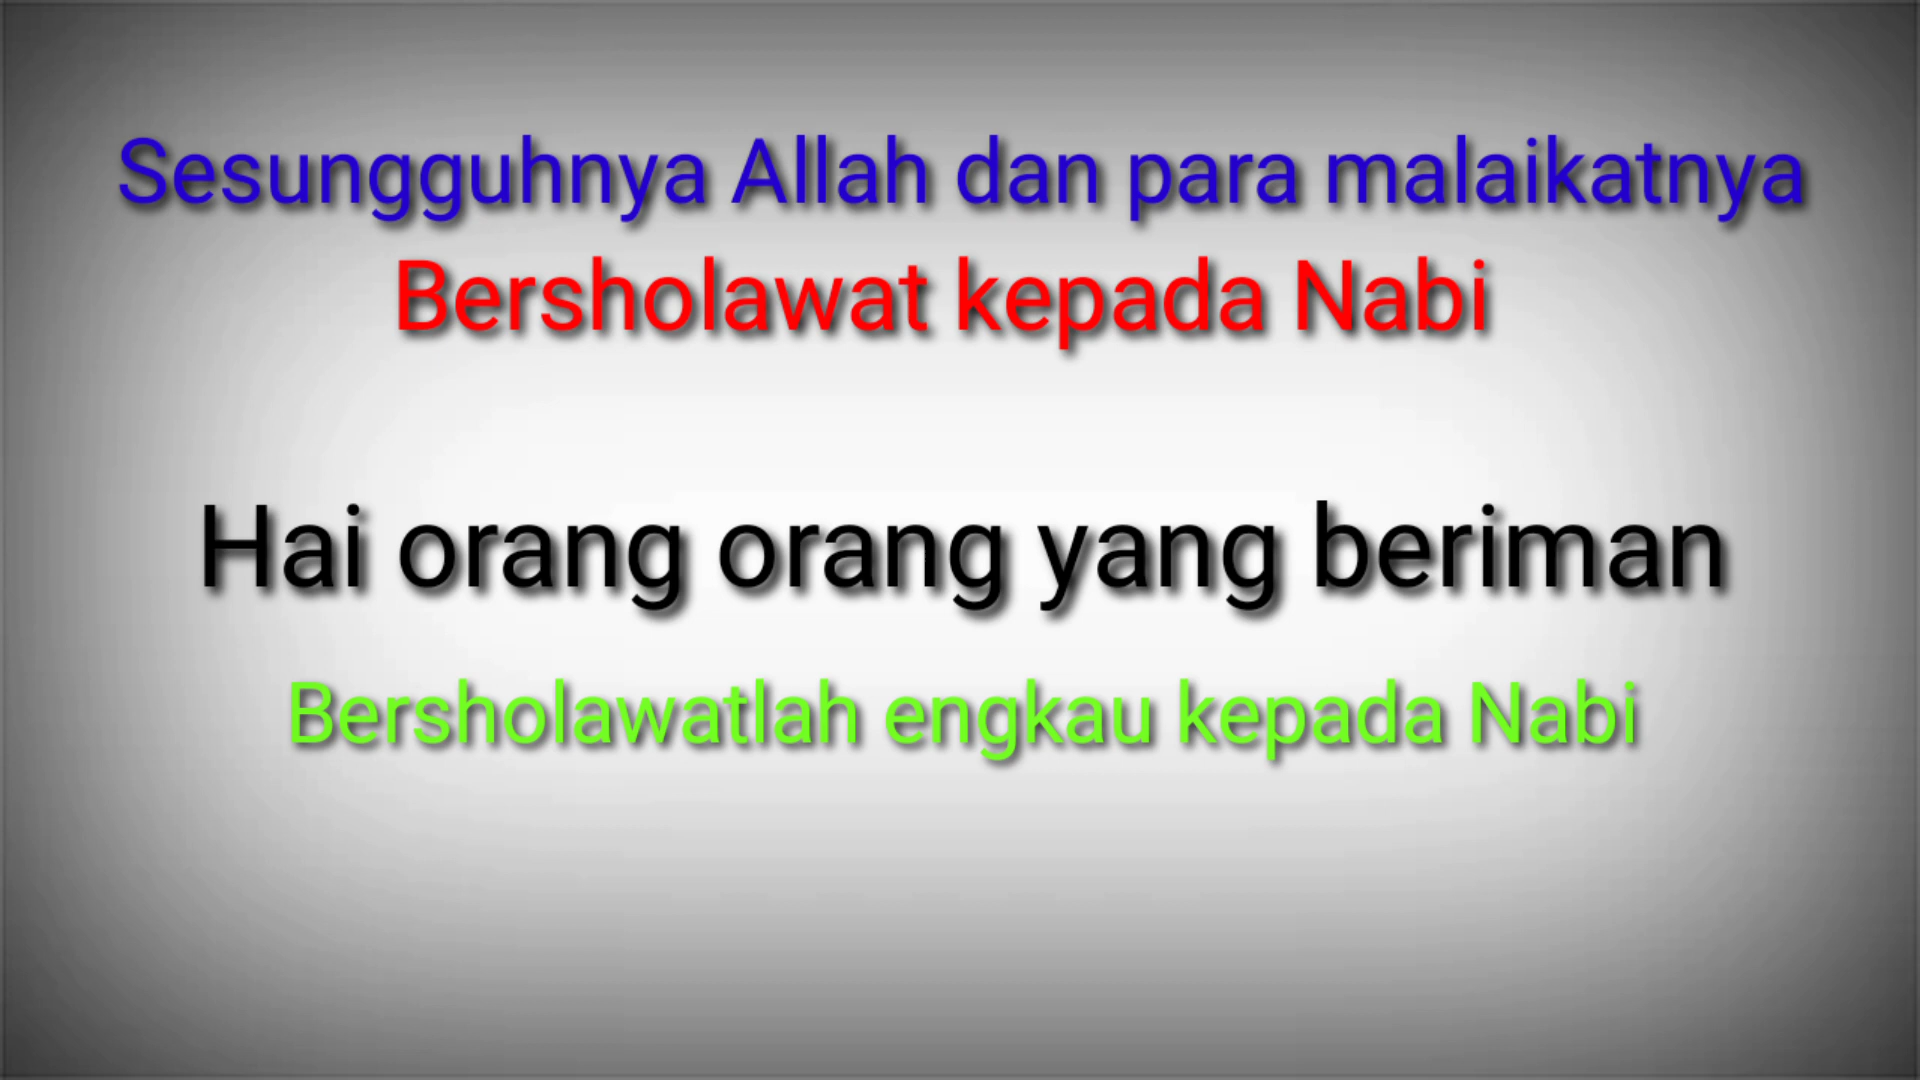 Sesungguhnya Allah dan para malaikatnya
Bersholawat kepada Nabi
Hai orang orang yang beriman
Bersholawatlah engkau kepada Nabi